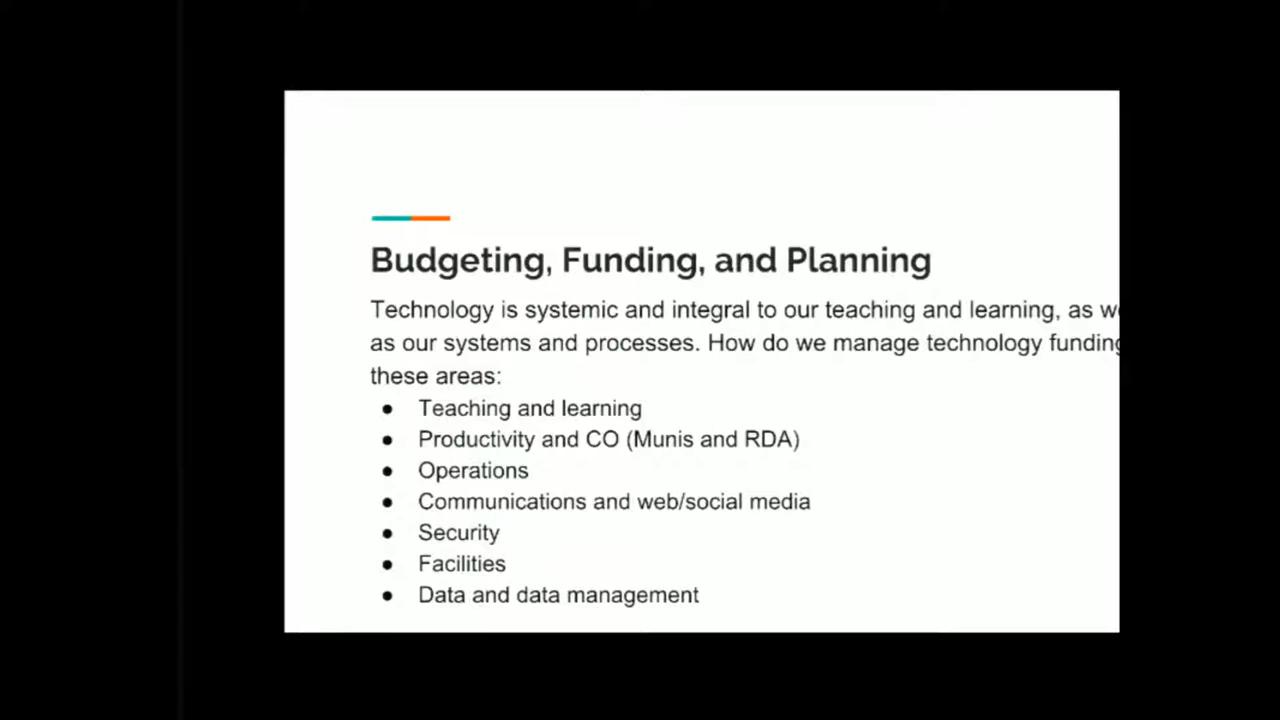 Budgeting, Funding, and Planning
Technology is systemic and integral to our teaching and learning, as
as our systems and processes. How do we manage technology funding
these areas:
● Teaching and learning
● Productivity and CO (Munis and RDA)
● Operations
● Communications and web/social media
● Security
● Facilities
● Data and data management